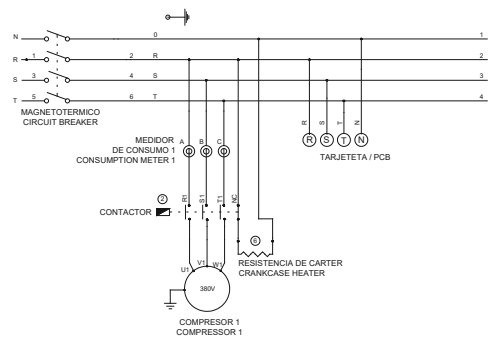 N 0 1
R 1 2 R 2
S 3 4 S 3
T 5 6 T 4
MAGNETOTERMICO
CIRCUIT BREAKER
R S T N
R S T N
TARJETETA / PCB
MEDIDOR
DE CONSUMO 1
CONSUMPTION METER 1
A B C
2
CONTACTOR
R1 S1 T1 NC
6
RESISTENCIA DE CARTER
CRANKCASE HEATER
U1 V1 W1
380V
COMPRESOR 1
COMPRESSOR 1